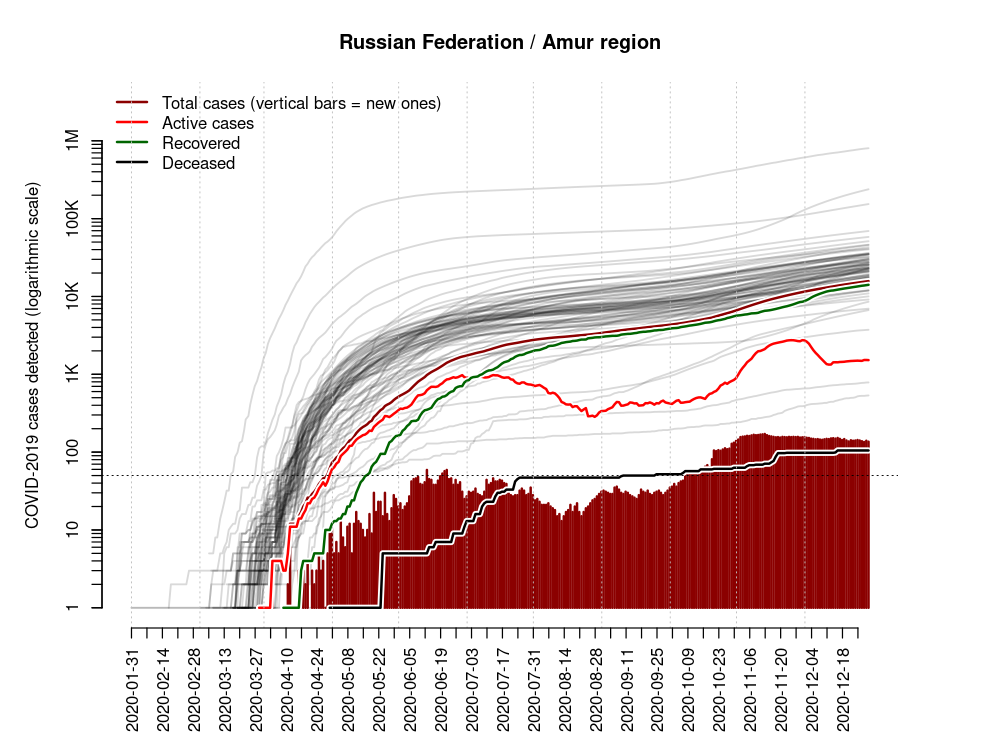 Russian Federation / Amur region
Total cases (vertical bars = new ones)
Active cases
Recovered
Deceased
COVID-2019 cases detected (logarithmic scale)
1M
100K
10K
1K
100
10
1
2020-01-31
2020-02-14
2020-02-28
2020-03-13
2020-03-27
2020-04-10
2020-04-24
2020-05-08
2020-05-22
2020-06-05
2020-06-19
2020-07-03
2020-07-17
2020-07-31
2020-08-14
2020-08-28
2020-09-11
2020-09-25
2020-10-09
2020-10-23
2020-11-06
2020-11-20
2020-12-04
2020-12-18